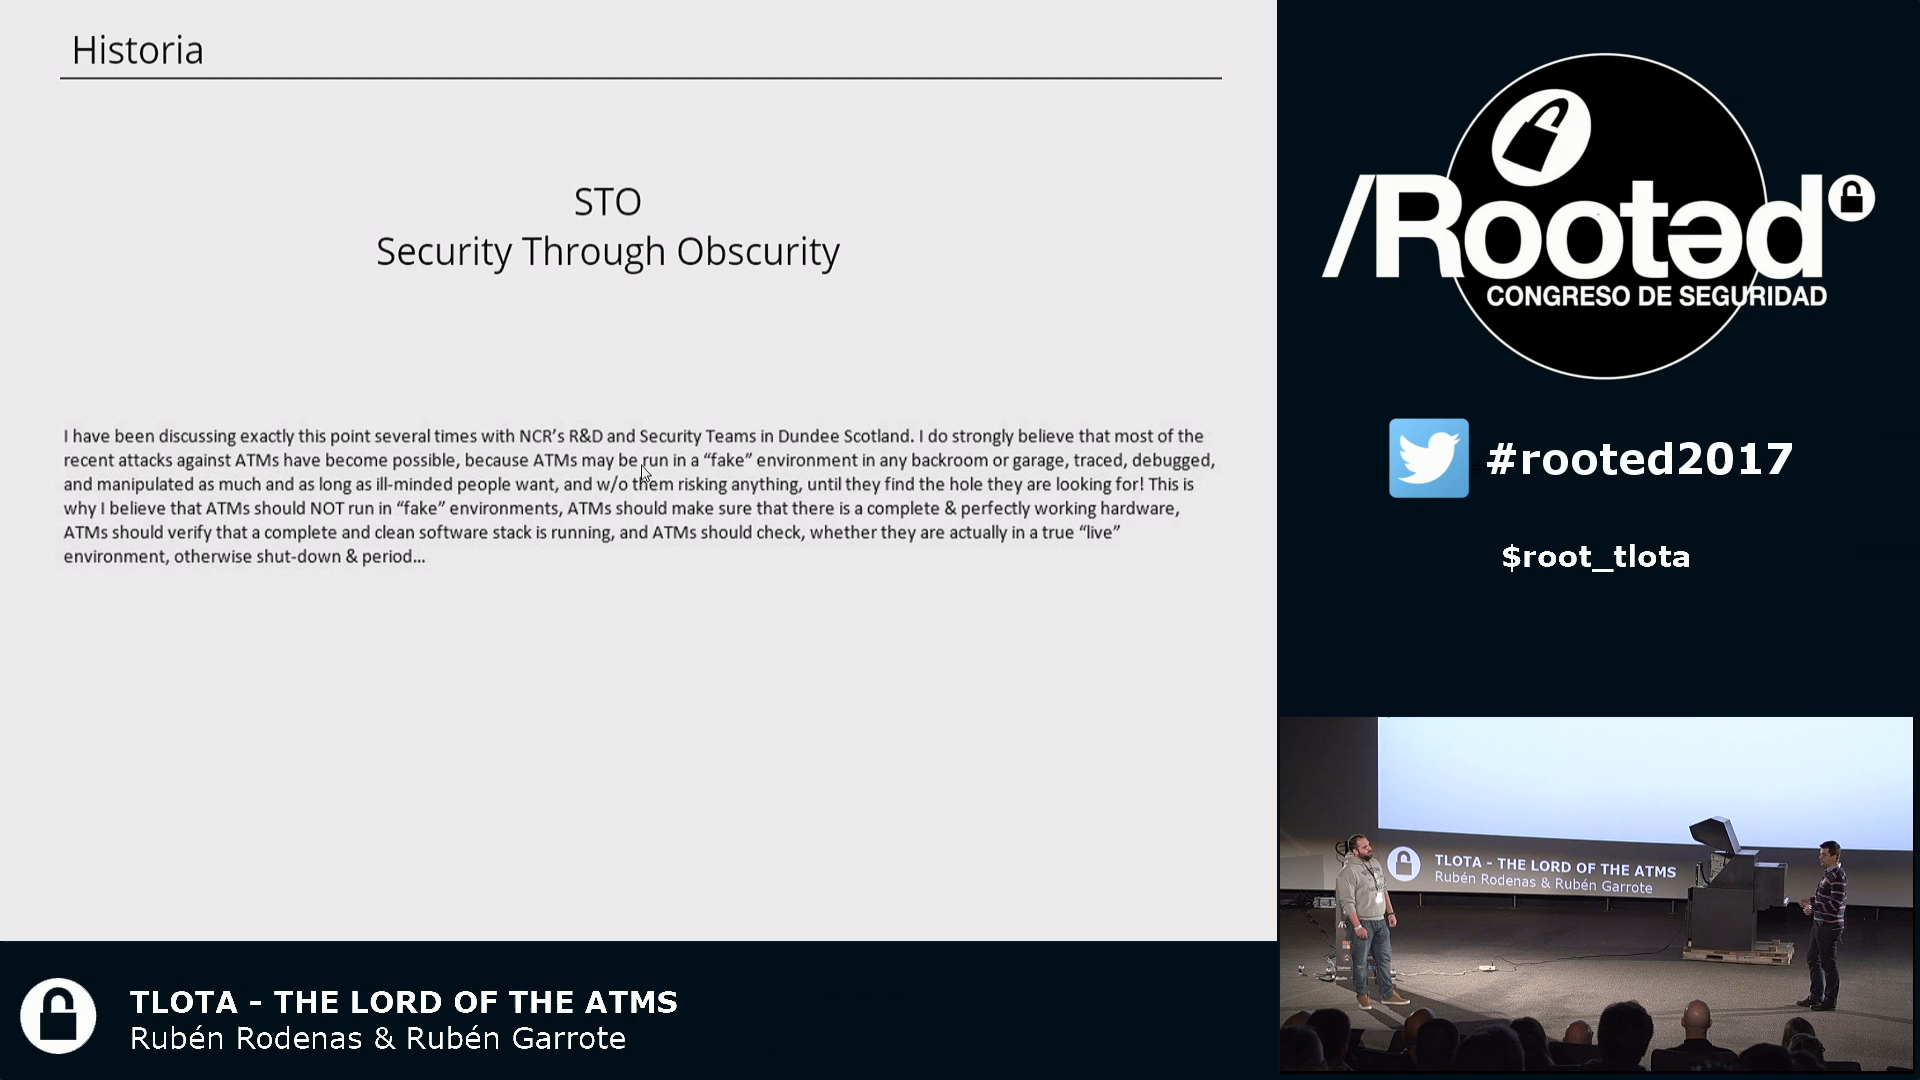 Historia
STO
Security Through Obscurity
I have been discussing exactly this point several times with NCR’s R&D and Security Teams in Dundee Scotland. I do strongly believe that most of the
recent attacks against ATMs have become possible, because ATMs may be run in a “fake” environment in any backroom or garage, traced, debugged,
and manipulated as much and as long as ill-minded people want, and w/o them risking anything, until they find the hole they are looking for! This is
why I believe that ATMs should NOT run in “fake” environments, ATMs should make sure that there is a complete & perfectly working hardware,
ATMs should verify that a complete and clean software stack is running, and ATMs should check, whether they are actually in a true “live”
environment, otherwise shut-down & period...
/Rootəd
CONGRESO DE SEGURIDAD
#rooted2017
$root_tlota
TLOTA - THE LORD OF THE ATMS
Rubén Rodenas & Rubén Garrote
TLOTA - THE LORD OF THE ATMS
Rubén Rodenas & Rubén Garrote